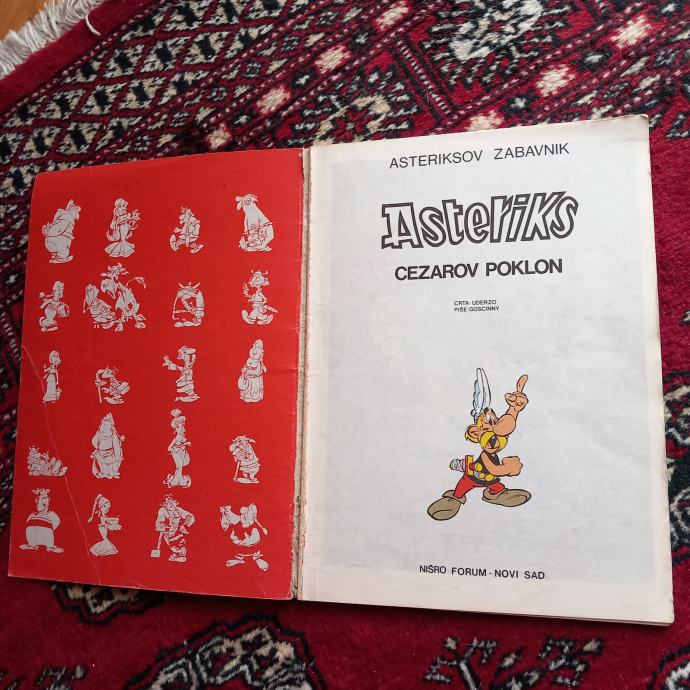 ASTERIKSOV ZABAVNIK
Asteriks
CEZAROV POKLON
CRTA: UDERZO
PIŠE GOSCINNY
NIŠRO FORUM - NOVI SAD